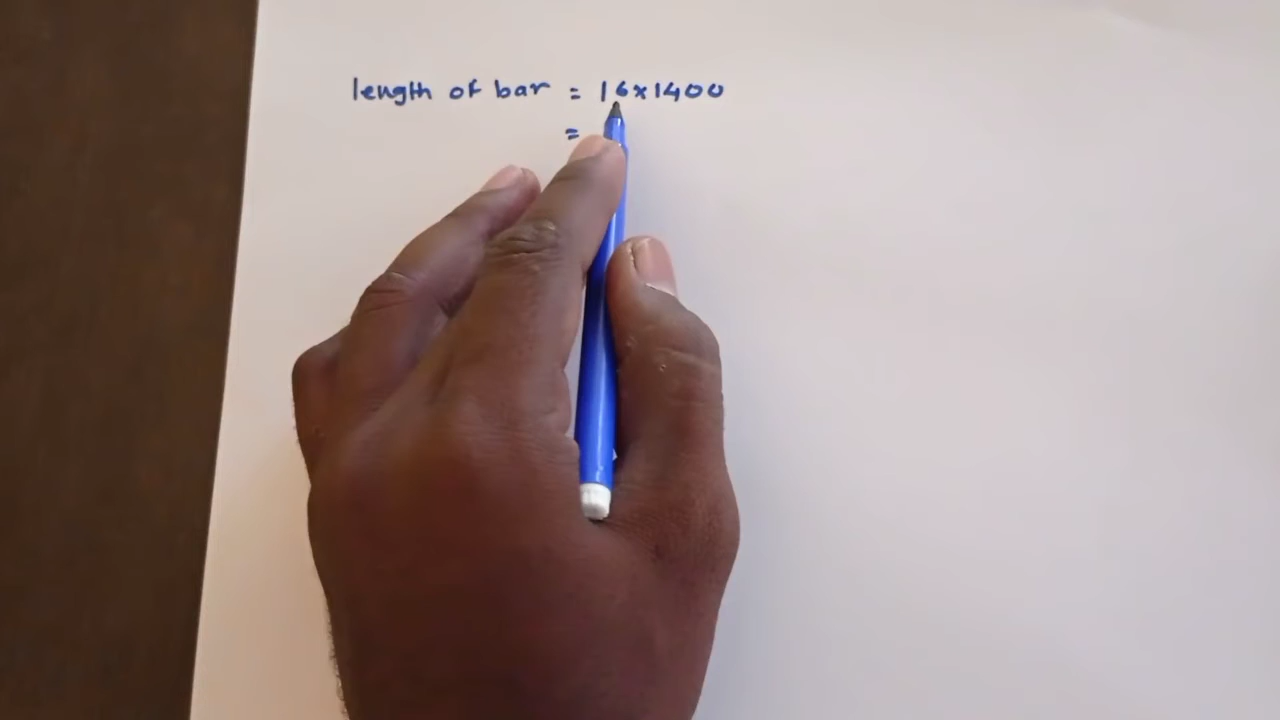 length of bar = 16x1400
=